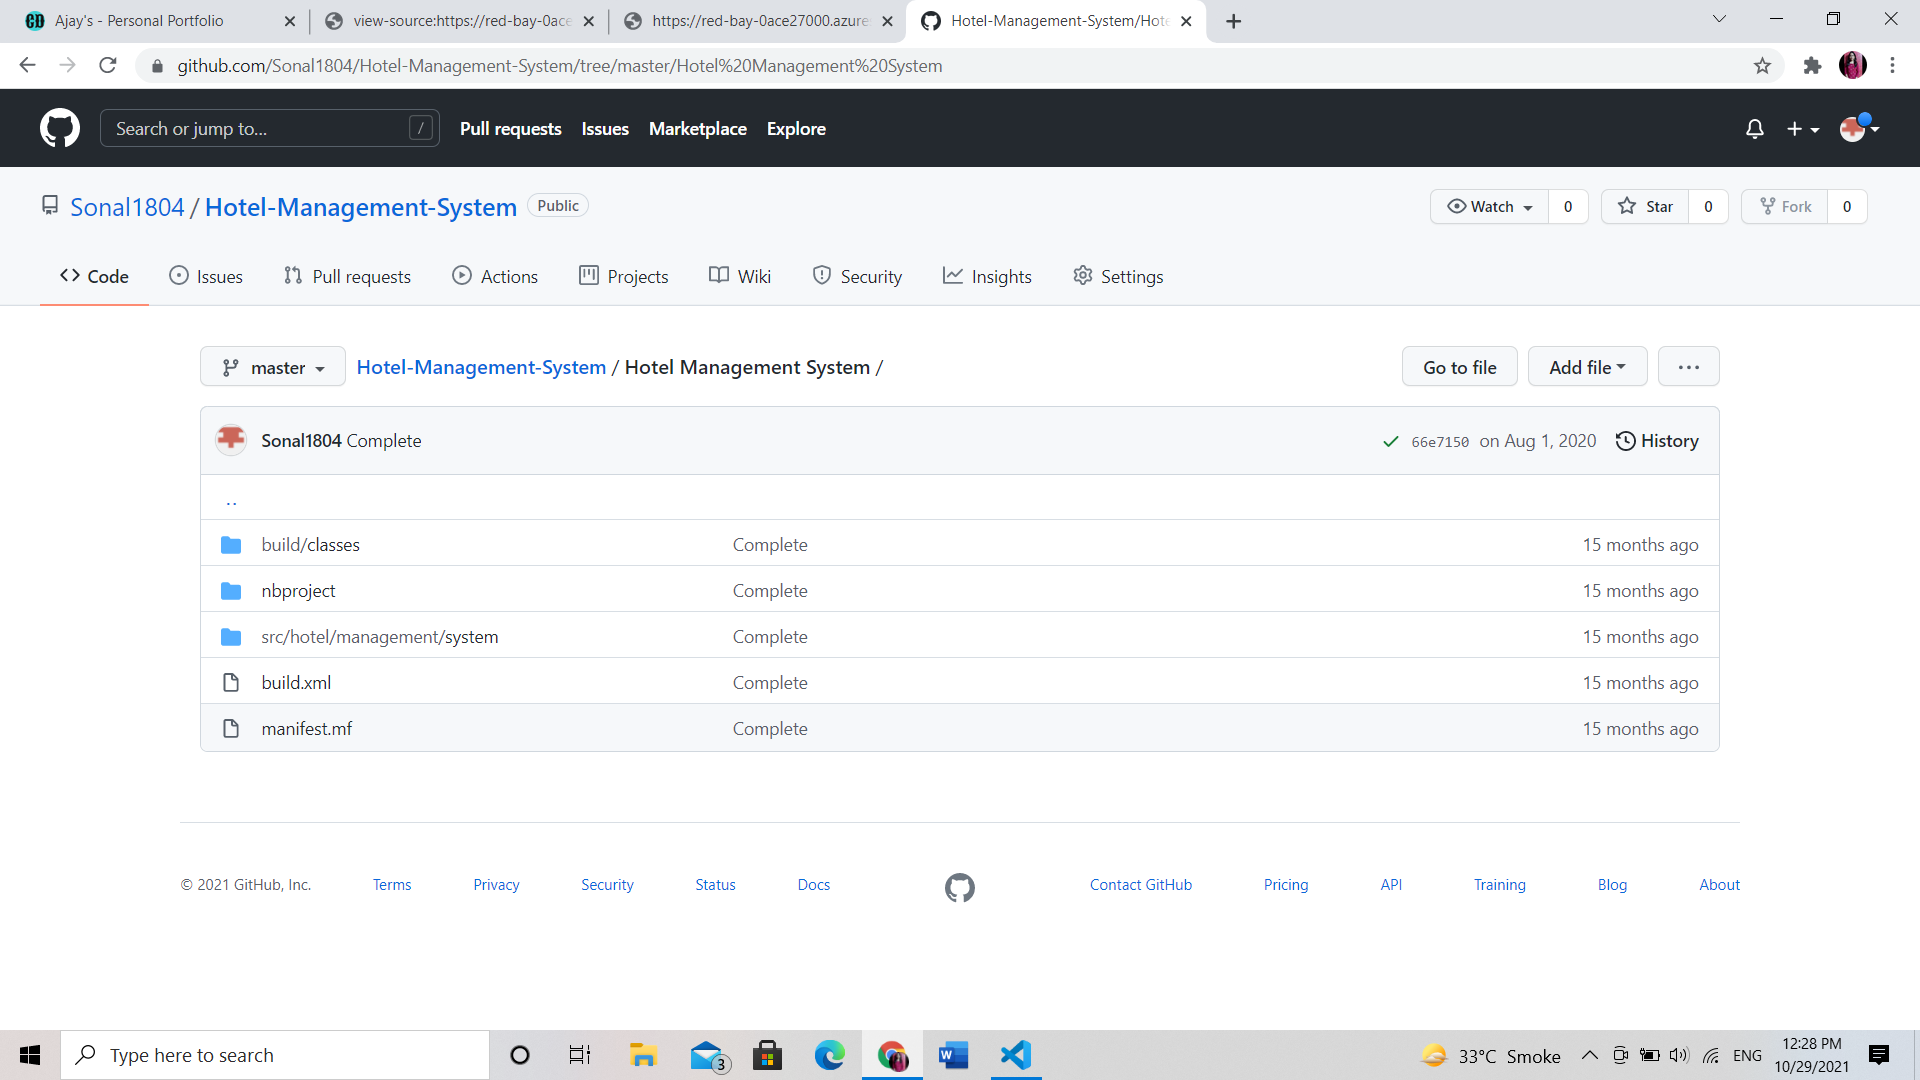 Ajay's - Personal Portfolio
view-source:https://red-bay-0ace
https://red-bay-0ace27000.azures
Hotel-Management-System/Hote
github.com/Sonal1804/Hotel-Management-System/tree/master/Hotel%20Management%20System
Search or jump to... /
Pull requests Issues Marketplace Explore
Sonal1804 / Hotel-Management-System Public
Watch 0 Star 0 Fork 0
Code Issues Pull requests Actions Projects Wiki Security Insights Settings
master Hotel-Management-System / Hotel Management System / Go to file Add file ...
Sonal1804 Complete 66e7150 on Aug 1, 2020 History
..
build/classes Complete 15 months ago
nbproject Complete 15 months ago
src/hotel/management/system Complete 15 months ago
build.xml Complete 15 months ago
manifest.mf Complete 15 months ago
© 2021 GitHub, Inc. Terms Privacy Security Status Docs Contact GitHub Pricing API Training Blog About
Type here to search 3 33°C Smoke ENG 12:28 PM
10/29/2021